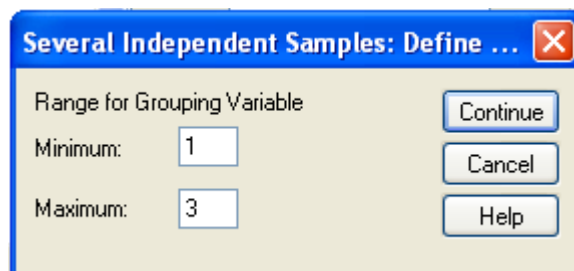 Several Independent Samples: Define ...
Range for Grouping Variable
Minimum: 1
Maximum: 3
Continue
Cancel
Help